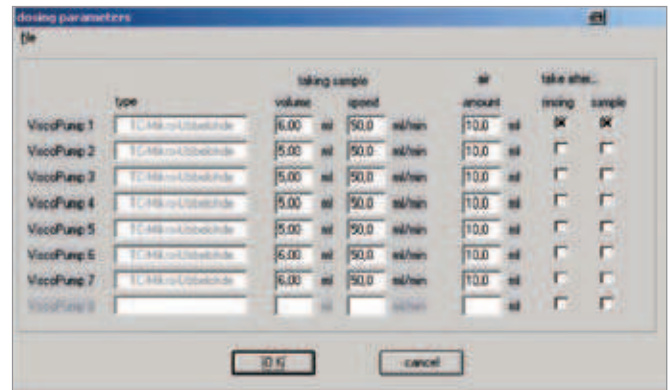 dosing parameters
file
taking sample air take after...
type volume speed amount rinsing sample
ViscoPump 1 TC-Mikro-Ubbelohde 6,00 ml 50,0 ml/min 10,0 ml
ViscoPump 2 TC-Mikro-Ubbelohde 5,00 ml 50,0 ml/min 10,0 ml
ViscoPump 3 TC-Mikro-Ubbelohde 5,00 ml 50,0 ml/min 10,0 ml
ViscoPump 4 TC-Mikro-Ubbelohde 5,00 ml 50,0 ml/min 10,0 ml
ViscoPump 5 TC-Mikro-Ubbelohde 5,00 ml 50,0 ml/min 10,0 ml
ViscoPump 6 TC-Mikro-Ubbelohde 6,00 ml 50,0 ml/min 10,0 ml
ViscoPump 7 TC-Mikro-Ubbelohde 6,00 ml 50,0 ml/min 10,0 ml
ViscoPump 8 ml ml/min ml
O.K. cancel